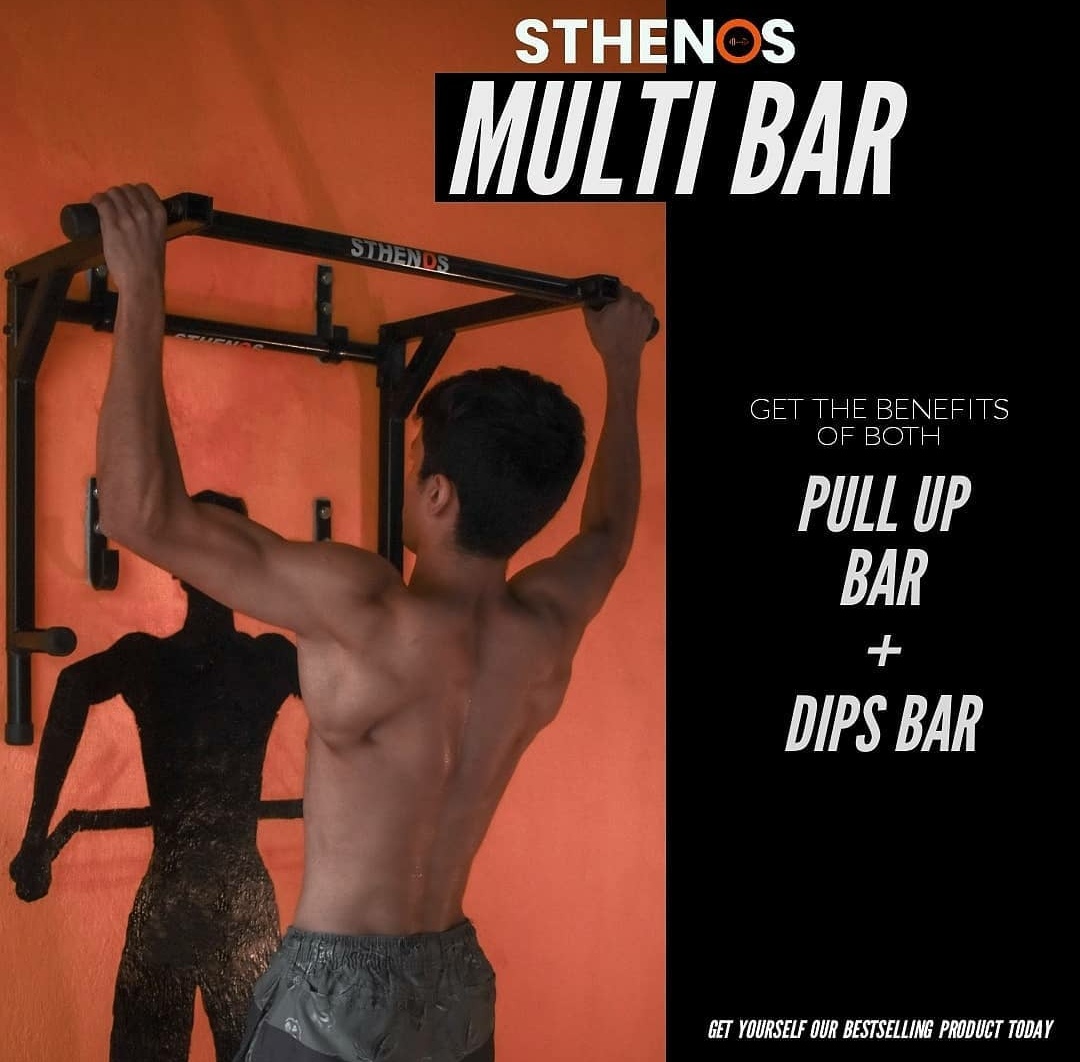 STHENOS
MULTI BAR
STHENOS
STHENOS
GET THE BENEFITS
OF BOTH
PULL UP
BAR
+
DIPS BAR
GET YOURSELF OUR BESTSELLING PRODUCT TODAY